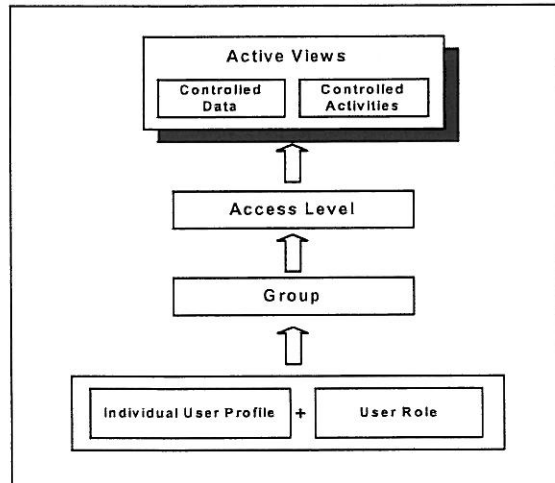 Active Views
Controlled Data
Controlled Activities
Access Level
Group
Individual User Profile + User Role